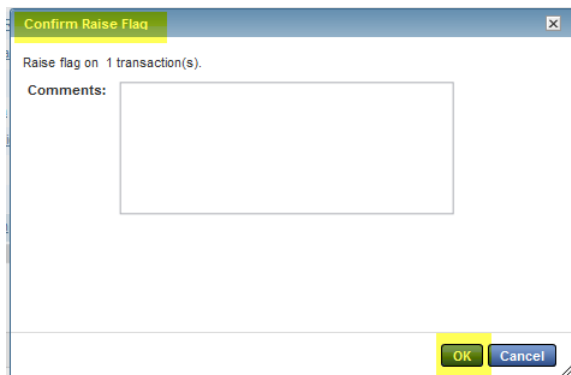 Confirm Raise Flag
Raise flag on 1 transaction(s).
Comments:
OK Cancel